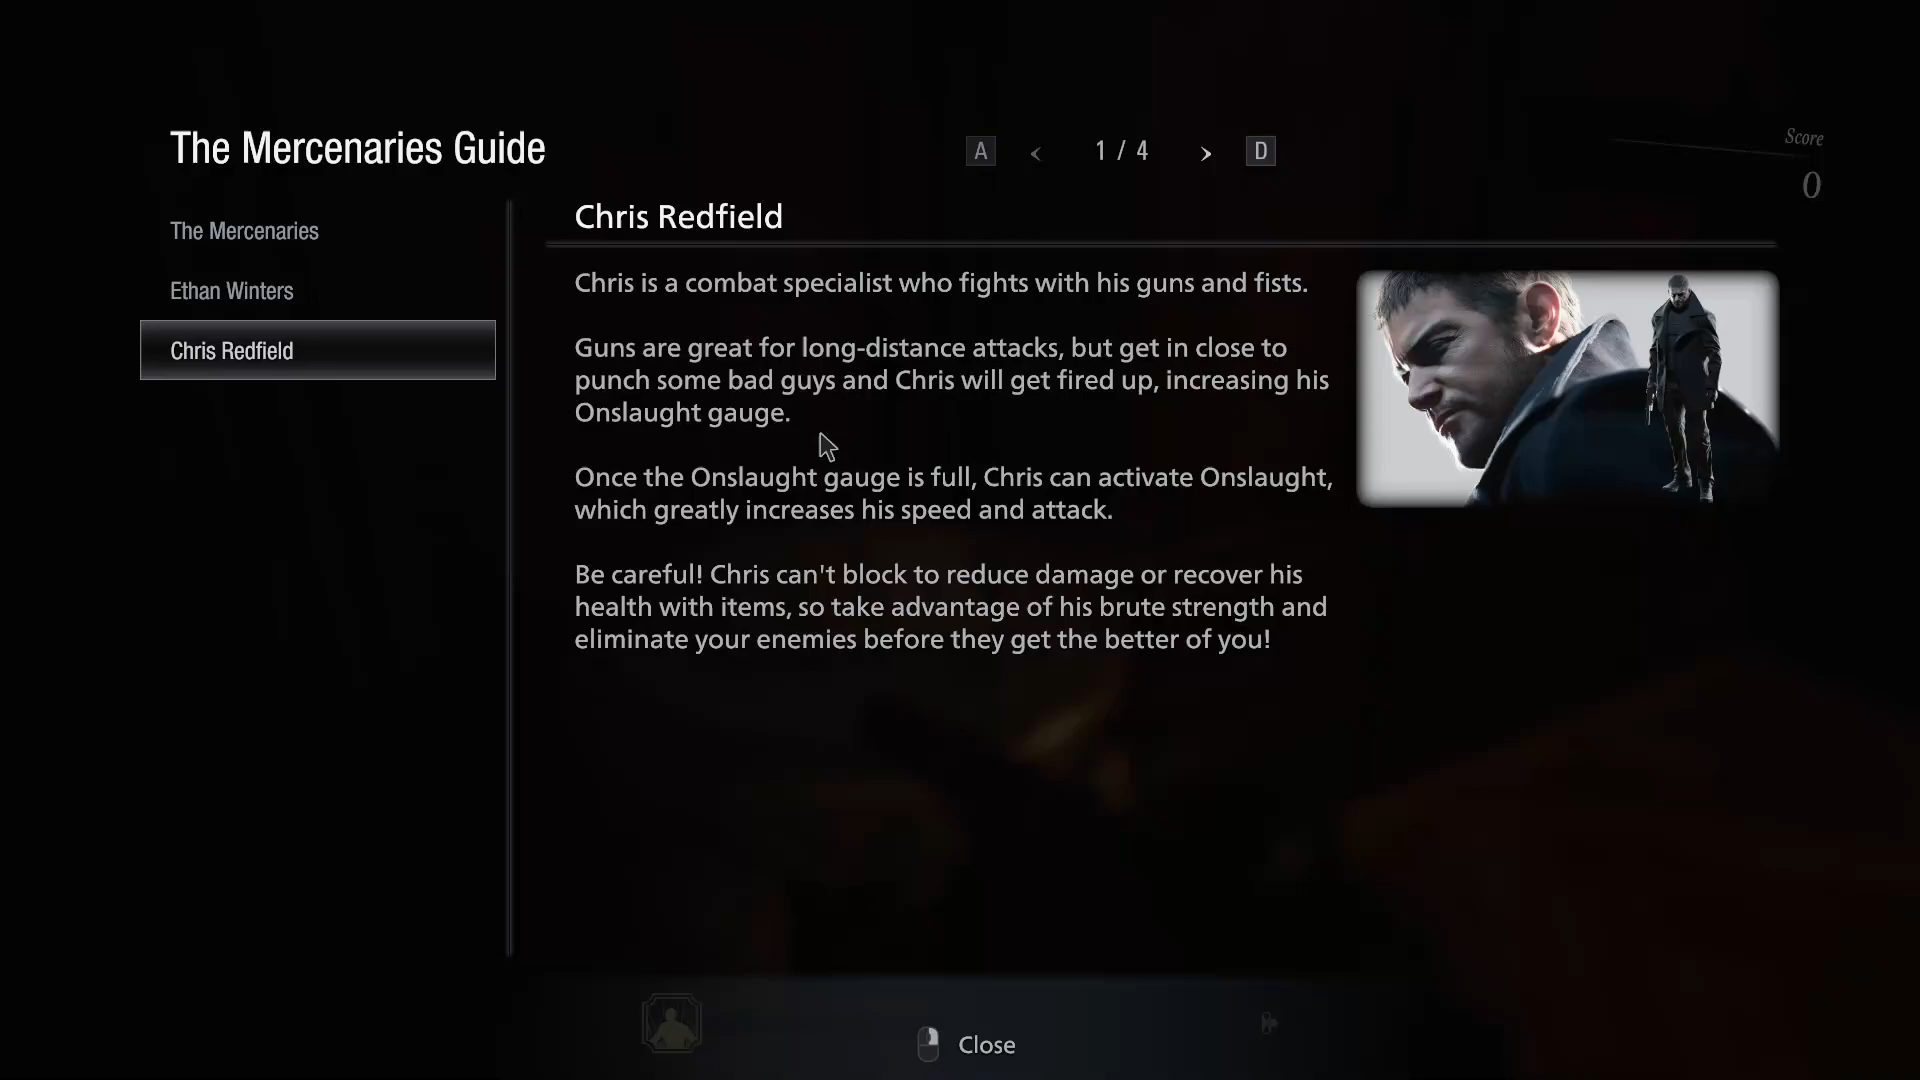 The Mercenaries Guide
A < 1 / 4 > D
Score
0
The Mercenaries
Ethan Winters
Chris Redfield
Chris Redfield
Chris is a combat specialist who fights with his guns and fists.
Guns are great for long-distance attacks, but get in close to
punch some bad guys and Chris will get fired up, increasing his
Onslaught gauge.
Once the Onslaught gauge is full, Chris can activate Onslaught,
which greatly increases his speed and attack.
Be careful! Chris can't block to reduce damage or recover his
health with items, so take advantage of his brute strength and
eliminate your enemies before they get the better of you!
Close